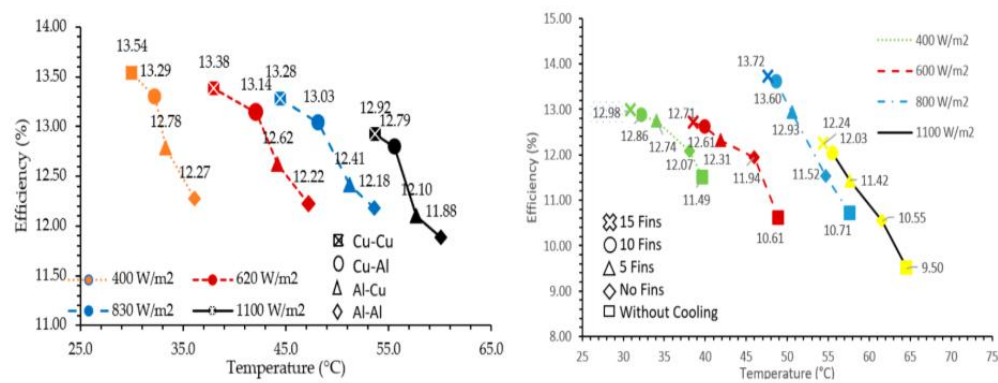 14.00
13.50
13.00
12.50
12.00
11.50
11.00
Efficiency (%)
13.54
13.29
12.78
12.27
13.38
13.14
12.62
12.22
13.28
13.03
12.41
12.18
12.92
12.79
12.10
11.88
Cu-Cu
Cu-Al
Al-Cu
Al-Al
400 W/m2
620 W/m2
830 W/m2
1100 W/m2
25.0 35.0 45.0 55.0 65.0
Temperature (°C)
15.00
14.00
13.00
12.00
11.00
10.00
9.00
8.00
Efficiency (%)
12.98
12.86
12.74
12.07
11.49
12.71
12.61
12.31
11.94
10.61
13.72
13.60
12.93
11.52
10.71
12.24
12.03
11.42
10.55
9.50
400 W/m2
600 W/m2
800 W/m2
1100 W/m2
15 Fins
10 Fins
5 Fins
No Fins
Without Cooling
25 30 35 40 45 50 55 60 65 70 75
Temperature (°C)